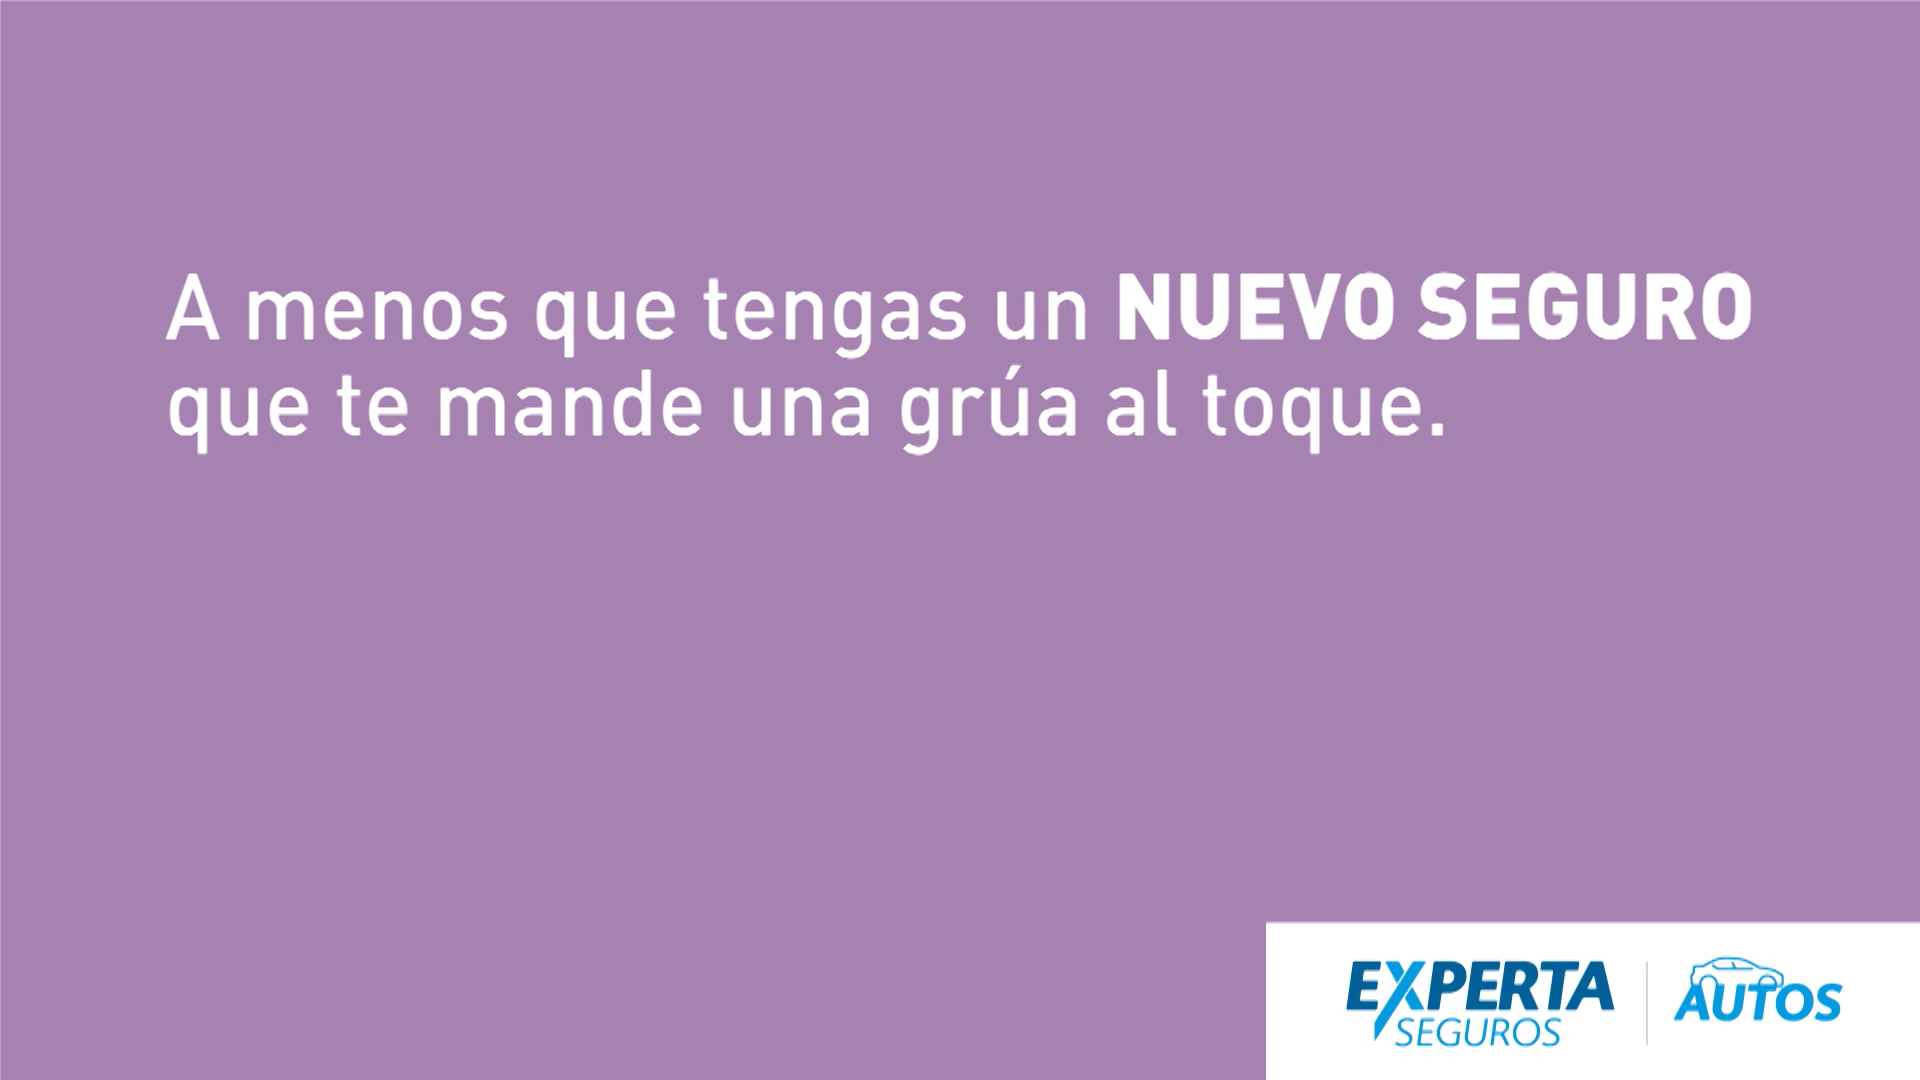 A menos que tengas un NUEVO SEGURO
que te mande una grúa al toque.
EXPERTA
SEGUROS
AUTOS